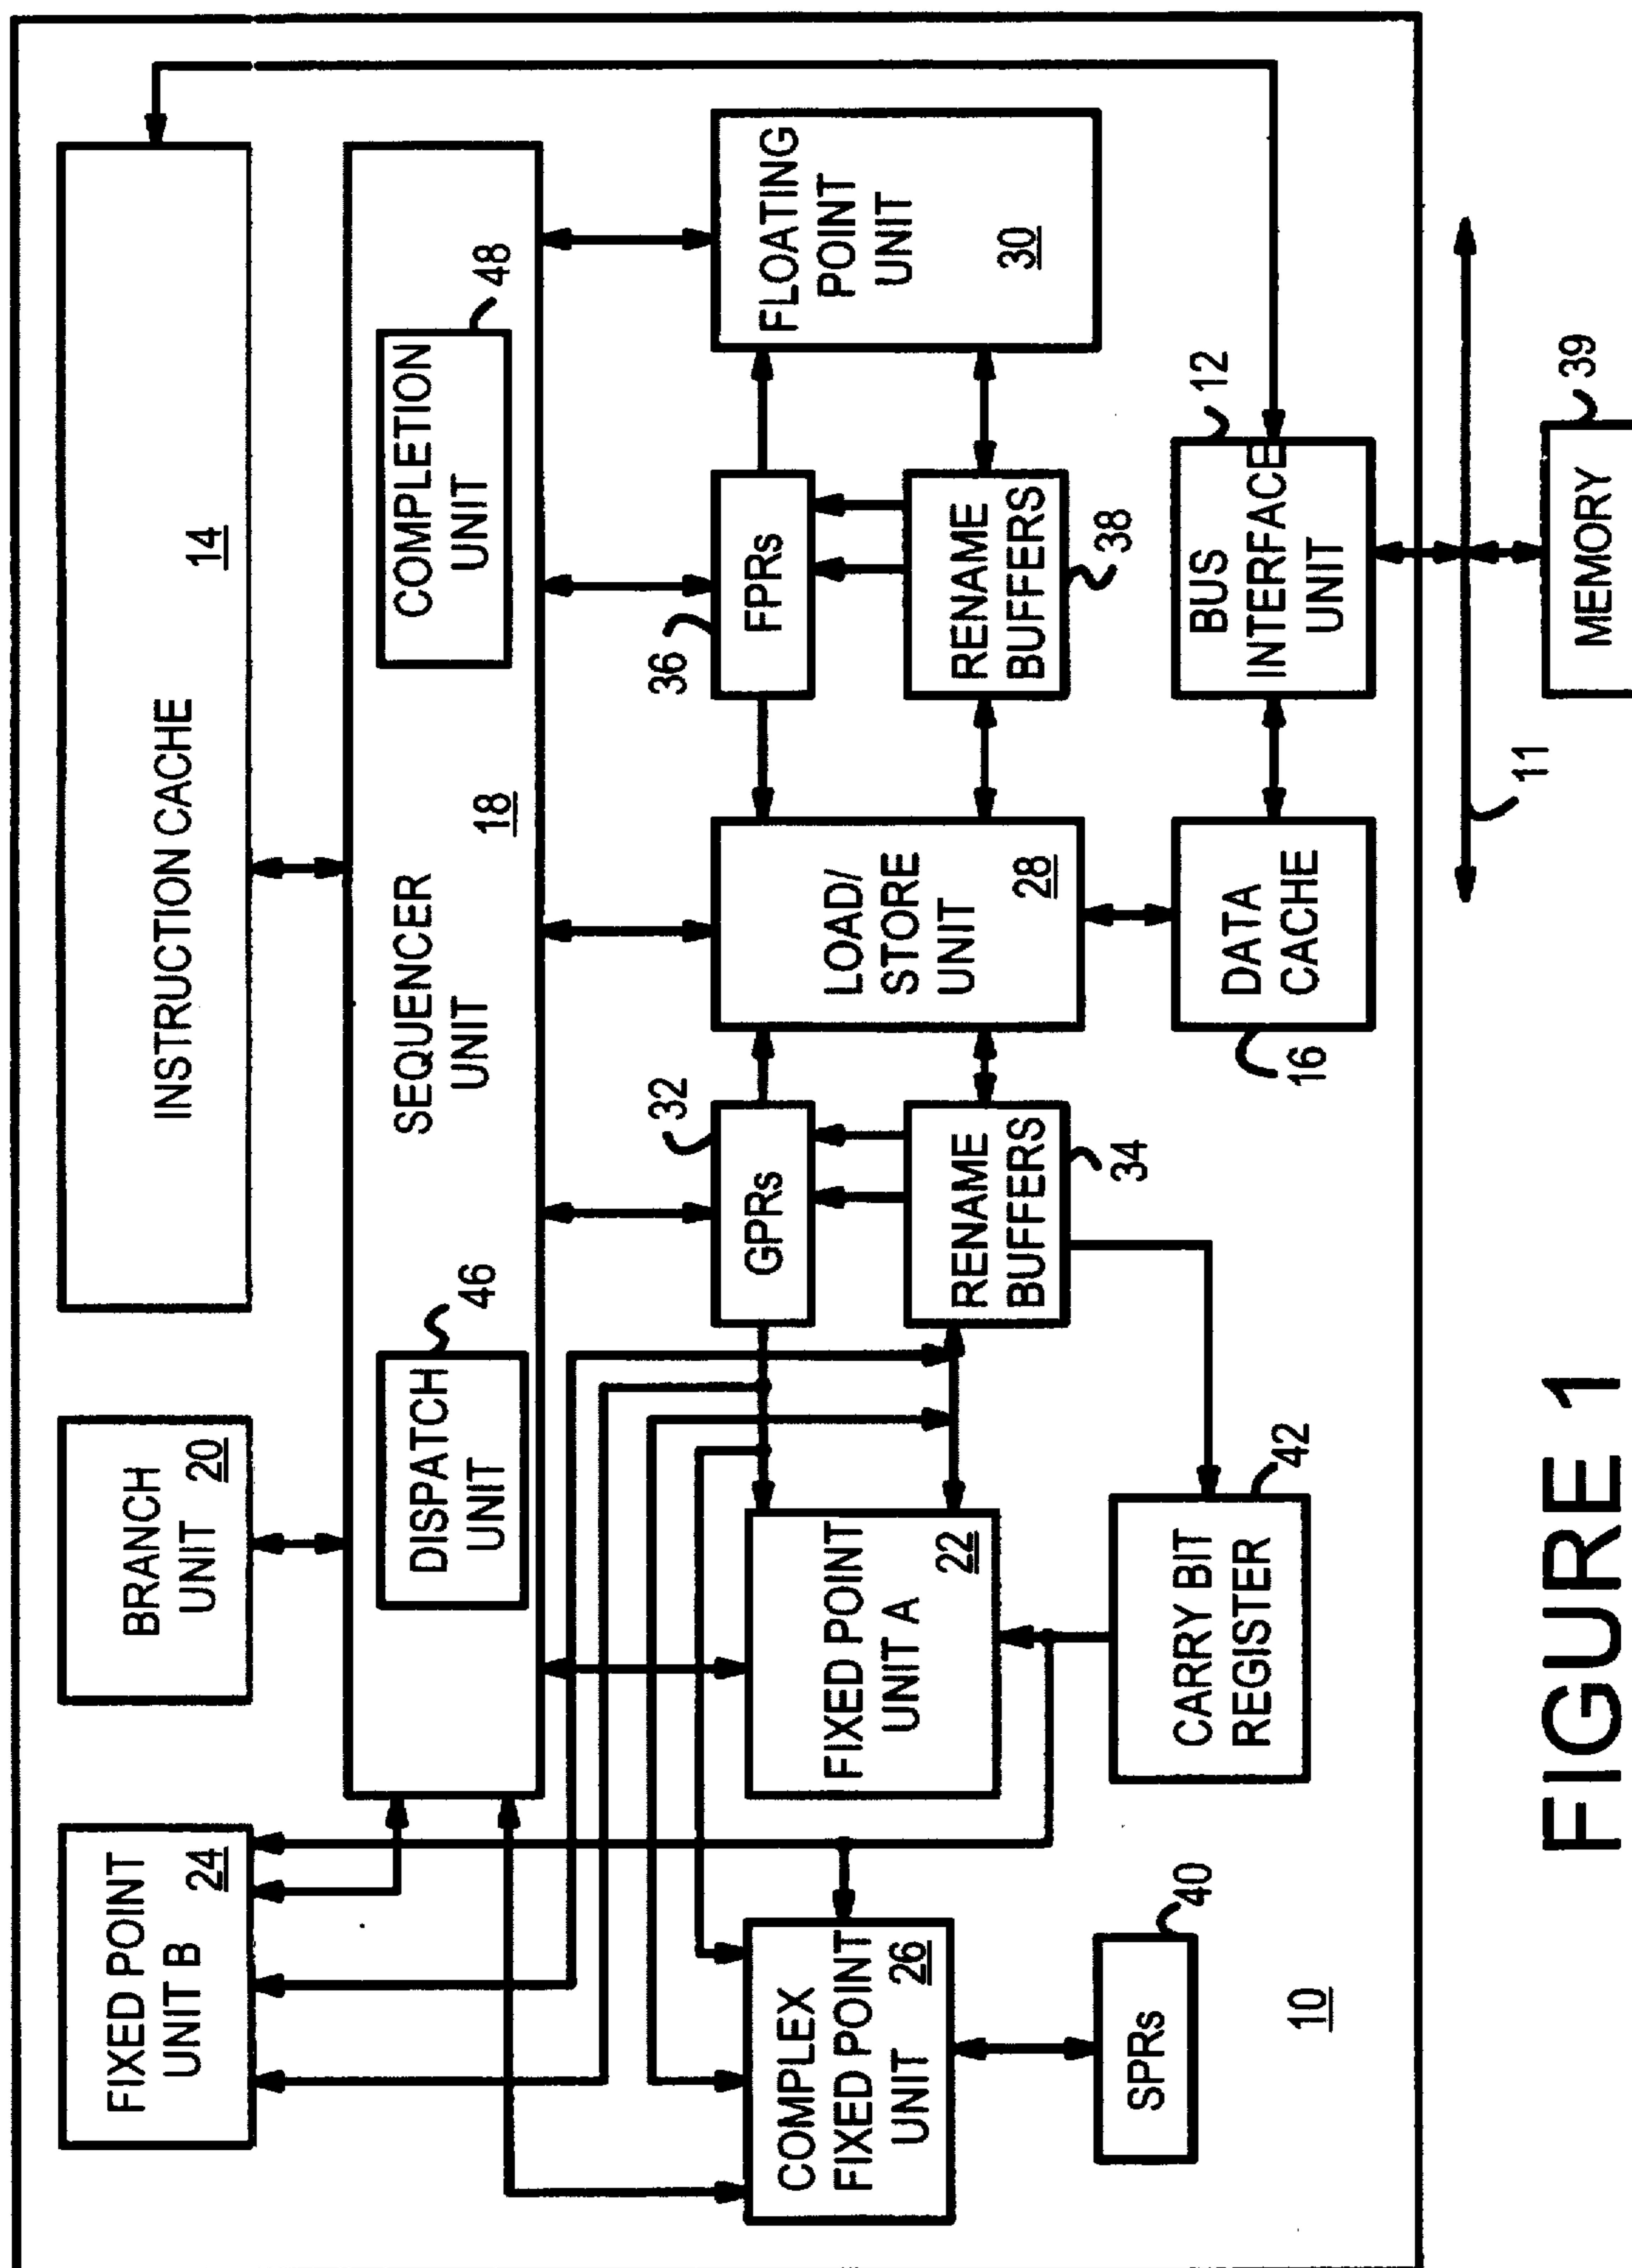 INSTRUCTION CACHE
14
BRANCH
UNIT
20
FIXED POINT
UNIT B
24
SEQUENCER
UNIT
18
DISPATCH
UNIT
46
COMPLETION
UNIT
48
COMPLEX
FIXED POINT
UNIT
26
FIXED POINT
UNIT A
22
GPRs
32
RENAME
BUFFERS
34
LOAD/
STORE
UNIT
28
FPRs
36
RENAME
BUFFERS
38
FLOATING
POINT
UNIT
30
SPRs
40
CARRY BIT
REGISTER
42
DATA
CACHE
16
BUS
INTERFACE
UNIT
12
10
11
MEMORY
39
FIGURE 1